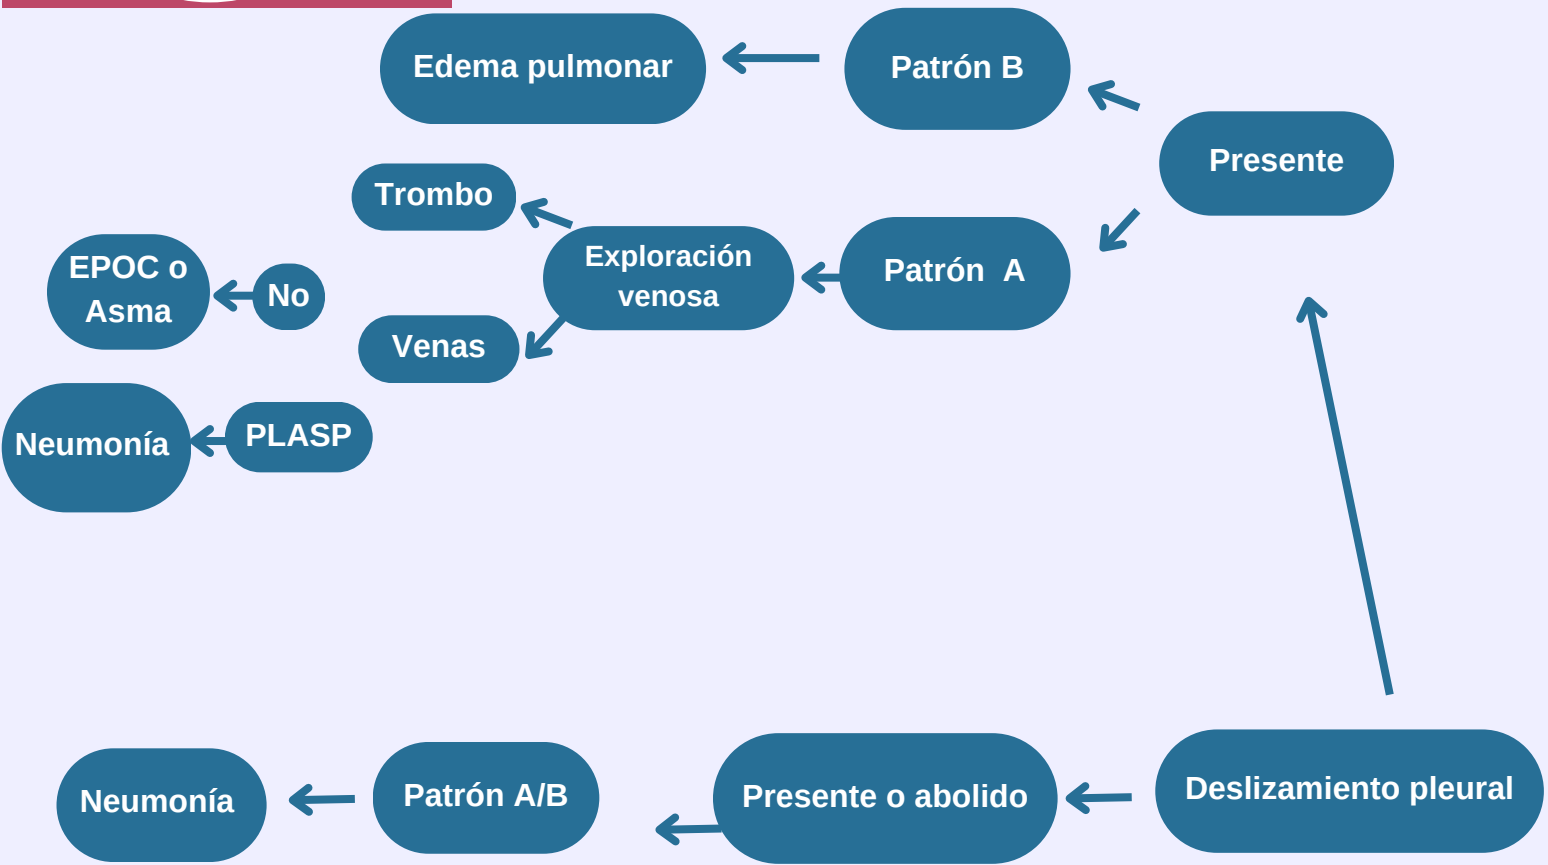 Edema pulmonar
Patrón B
Presente
Trombo
Exploración
venosa
Patrón A
EPOC o
Asma
No
Venas
Neumonía
PLASP
Neumonía
Patrón A/B
Presente o abolido
Deslizamiento pleural